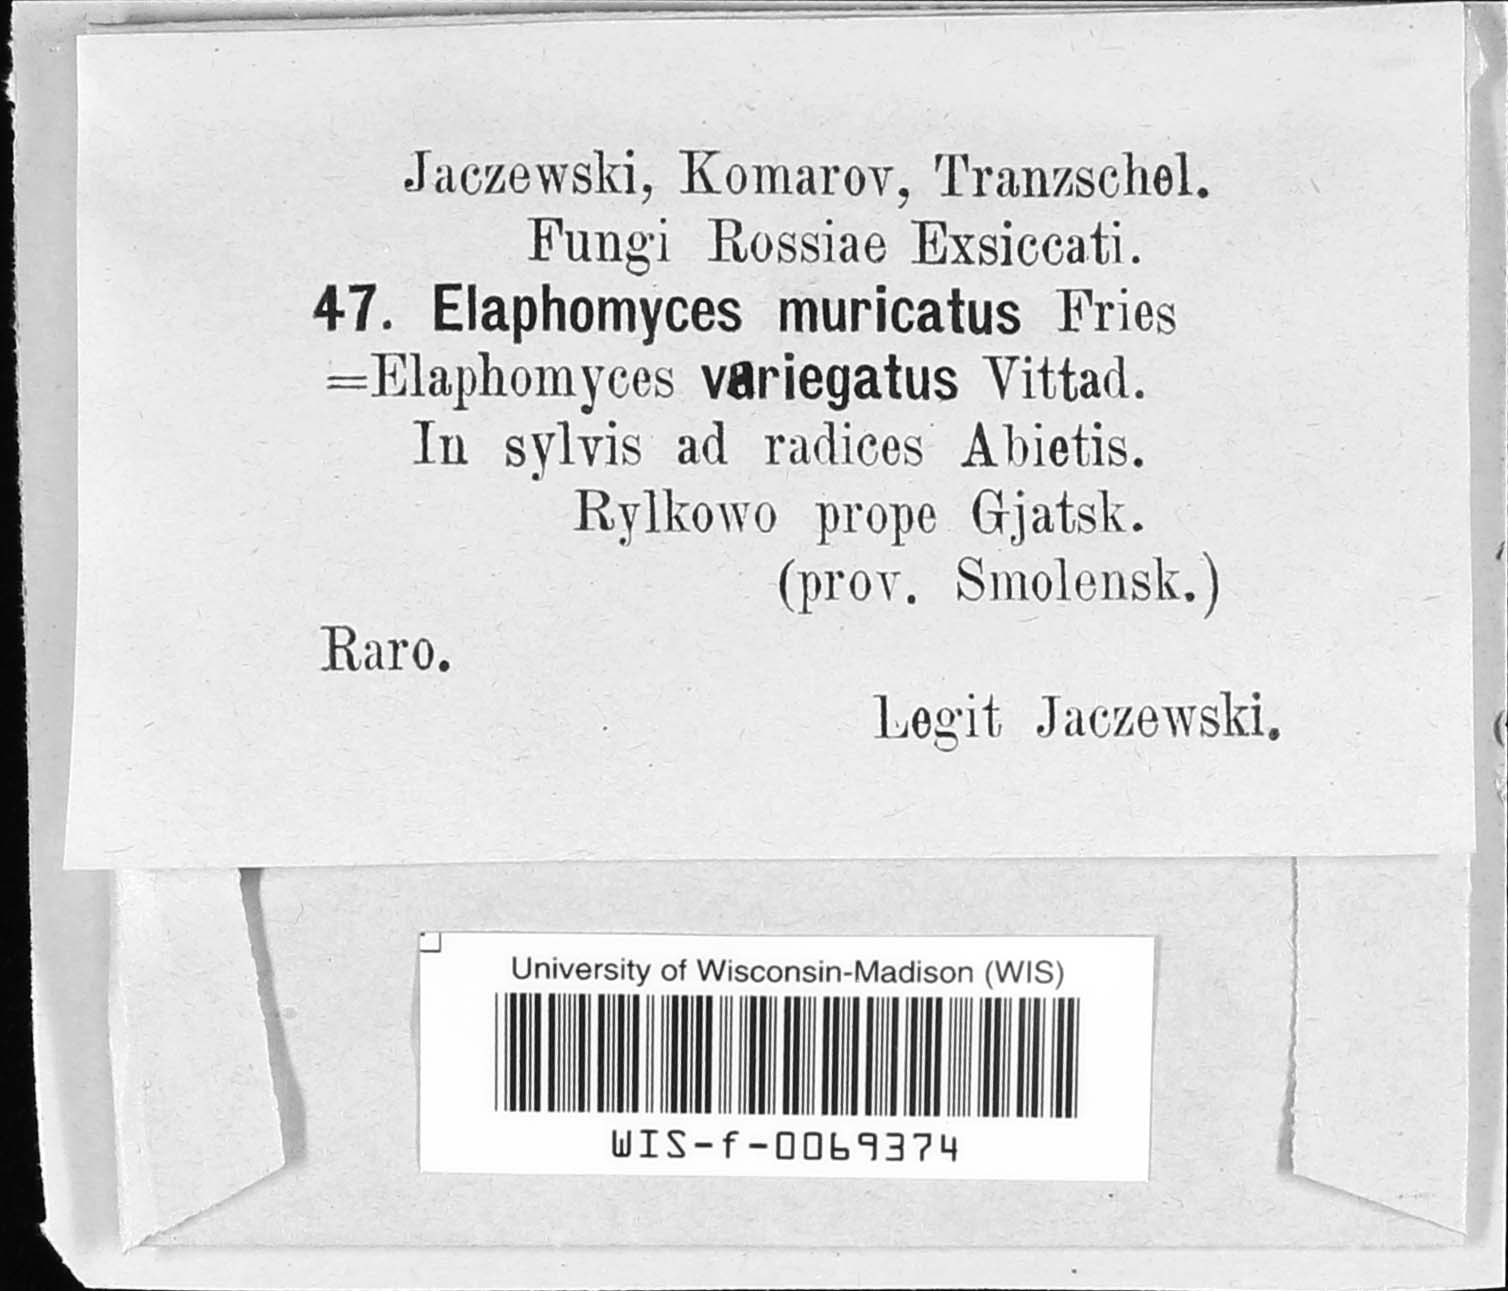 Jaczewski, Komarov, Tranzschel.
Fungi Rossiae Exsiccati.
47. Elaphomyces muricatus Fries
=Elaphomyces variegatus Vittad.
In sylvis ad radices Abietis.
Rylkowo prope Gjatsk.
(prov. Smolensk.)
Raro.
Legit Jaczewski.
University of Wisconsin-Madison (WIS)
WIS-f-0069374